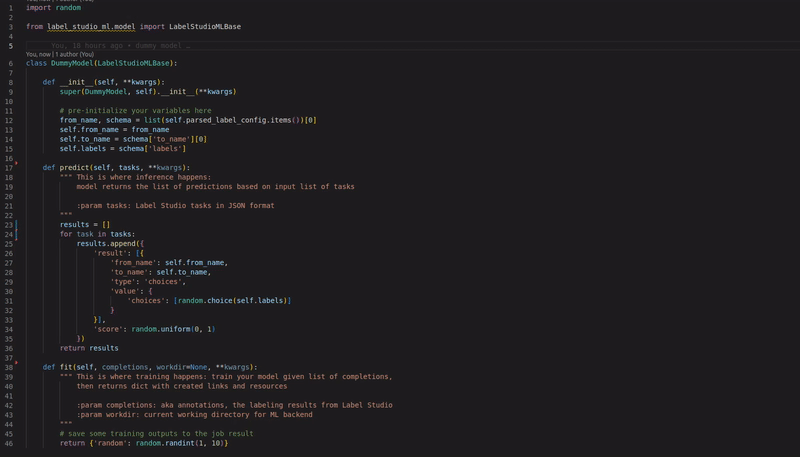 1 import random
2
3 from label_studio_ml.model import LabelStudioMLBase
4
5 You, 18 hours ago • dummy model …
You, now | 1 author (You)
6 class DummyModel(LabelStudioMLBase):
7
8     def __init__(self, **kwargs):
9         super(DummyModel, self).__init__(**kwargs)
10
11         # pre-initialize your variables here
12         from_name, schema = list(self.parsed_label_config.items())[0]
13         self.from_name = from_name
14         self.to_name = schema['to_name'][0]
15         self.labels = schema['labels']
16
17     def predict(self, tasks, **kwargs):
18         """ This is where inference happens:
19             model returns the list of predictions based on input list of tasks
20
21             :param tasks: Label Studio tasks in JSON format
22         """
23         results = []
24         for task in tasks:
25             results.append({
26                 'result': [{
27                     'from_name': self.from_name,
28                     'to_name': self.to_name,
29                     'type': 'choices',
30                     'value': {
31                         'choices': [random.choice(self.labels)]
32                     }
33                 }],
34                 'score': random.uniform(0, 1)
35             })
36         return results
37
38     def fit(self, completions, workdir=None, **kwargs):
39         """ This is where training happens: train your model given list of completions,
40             then returns dict with created links and resources
41
42             :param completions: aka annotations, the labeling results from Label Studio
43             :param workdir: current working directory for ML backend
44         """
45         # save some training outputs to the job result
46         return {'random': random.randint(1, 10)}